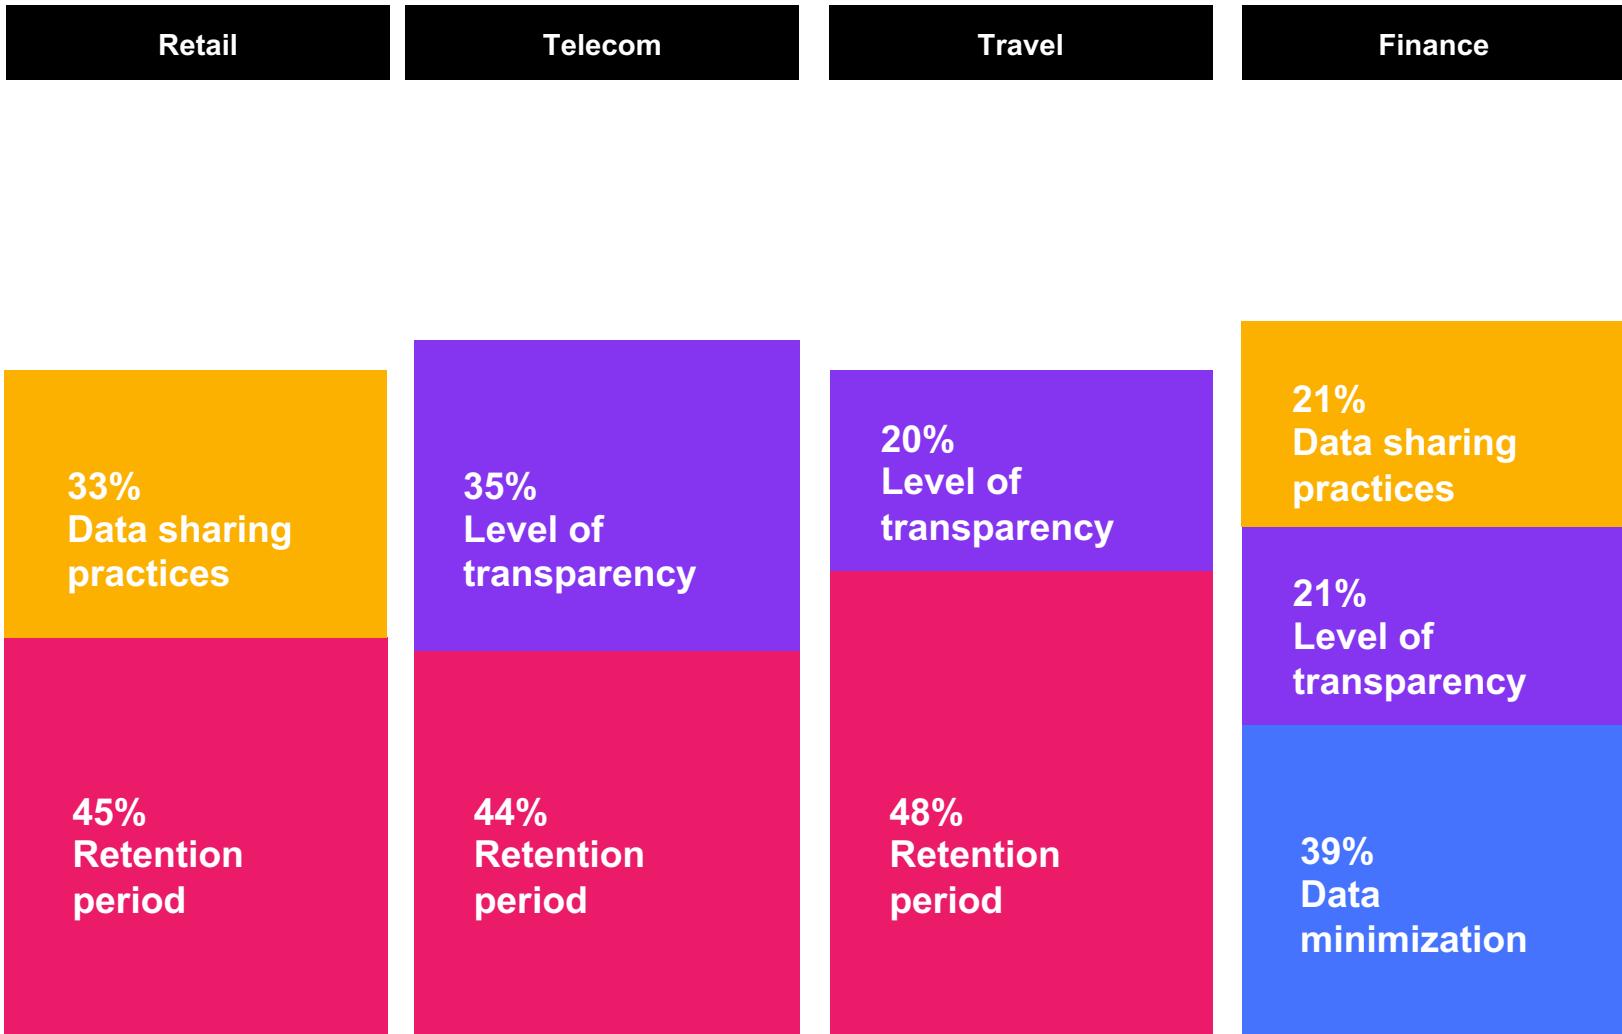 Retail
Telecom
Travel
Finance
33%
Data sharing
practices
45%
Retention
period
35%
Level of
transparency
44%
Retention
period
20%
Level of
transparency
48%
Retention
period
21%
Data sharing
practices
21%
Level of
transparency
39%
Data
minimization